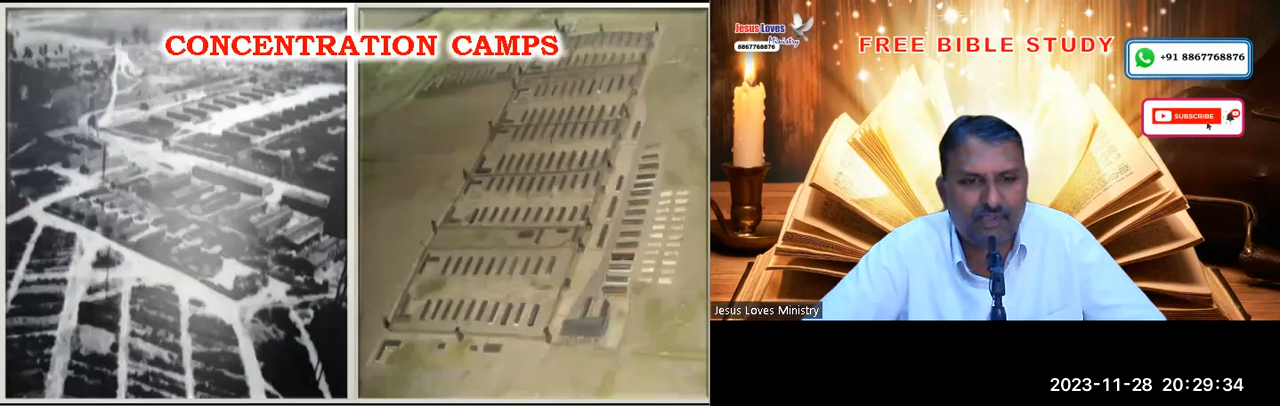 CONCENTRATION CAMPS
Jesus Loves
Ministry
8867768876
FREE BIBLE STUDY
+91 8867768876
SUBSCRIBE
Jesus Loves Ministry
2023-11-28 20:29:34